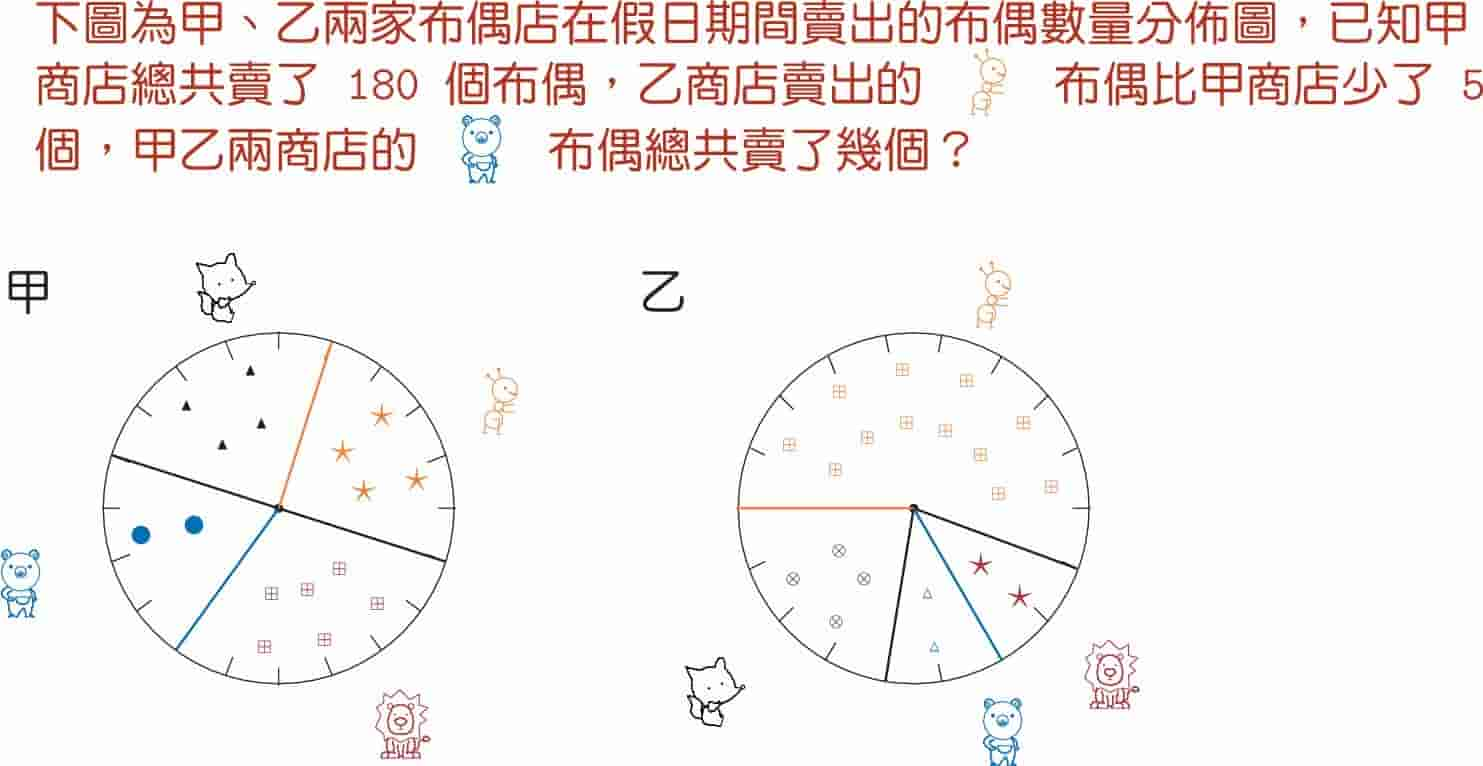 下圖為甲、乙兩家布偶店在假日期間賣出的布偶數量分佈圖，已知甲
商店總共賣了 180 個布偶，乙商店賣出的 布偶比甲商店少了 5
個，甲乙兩商店的 布偶總共賣了幾個？
甲
乙